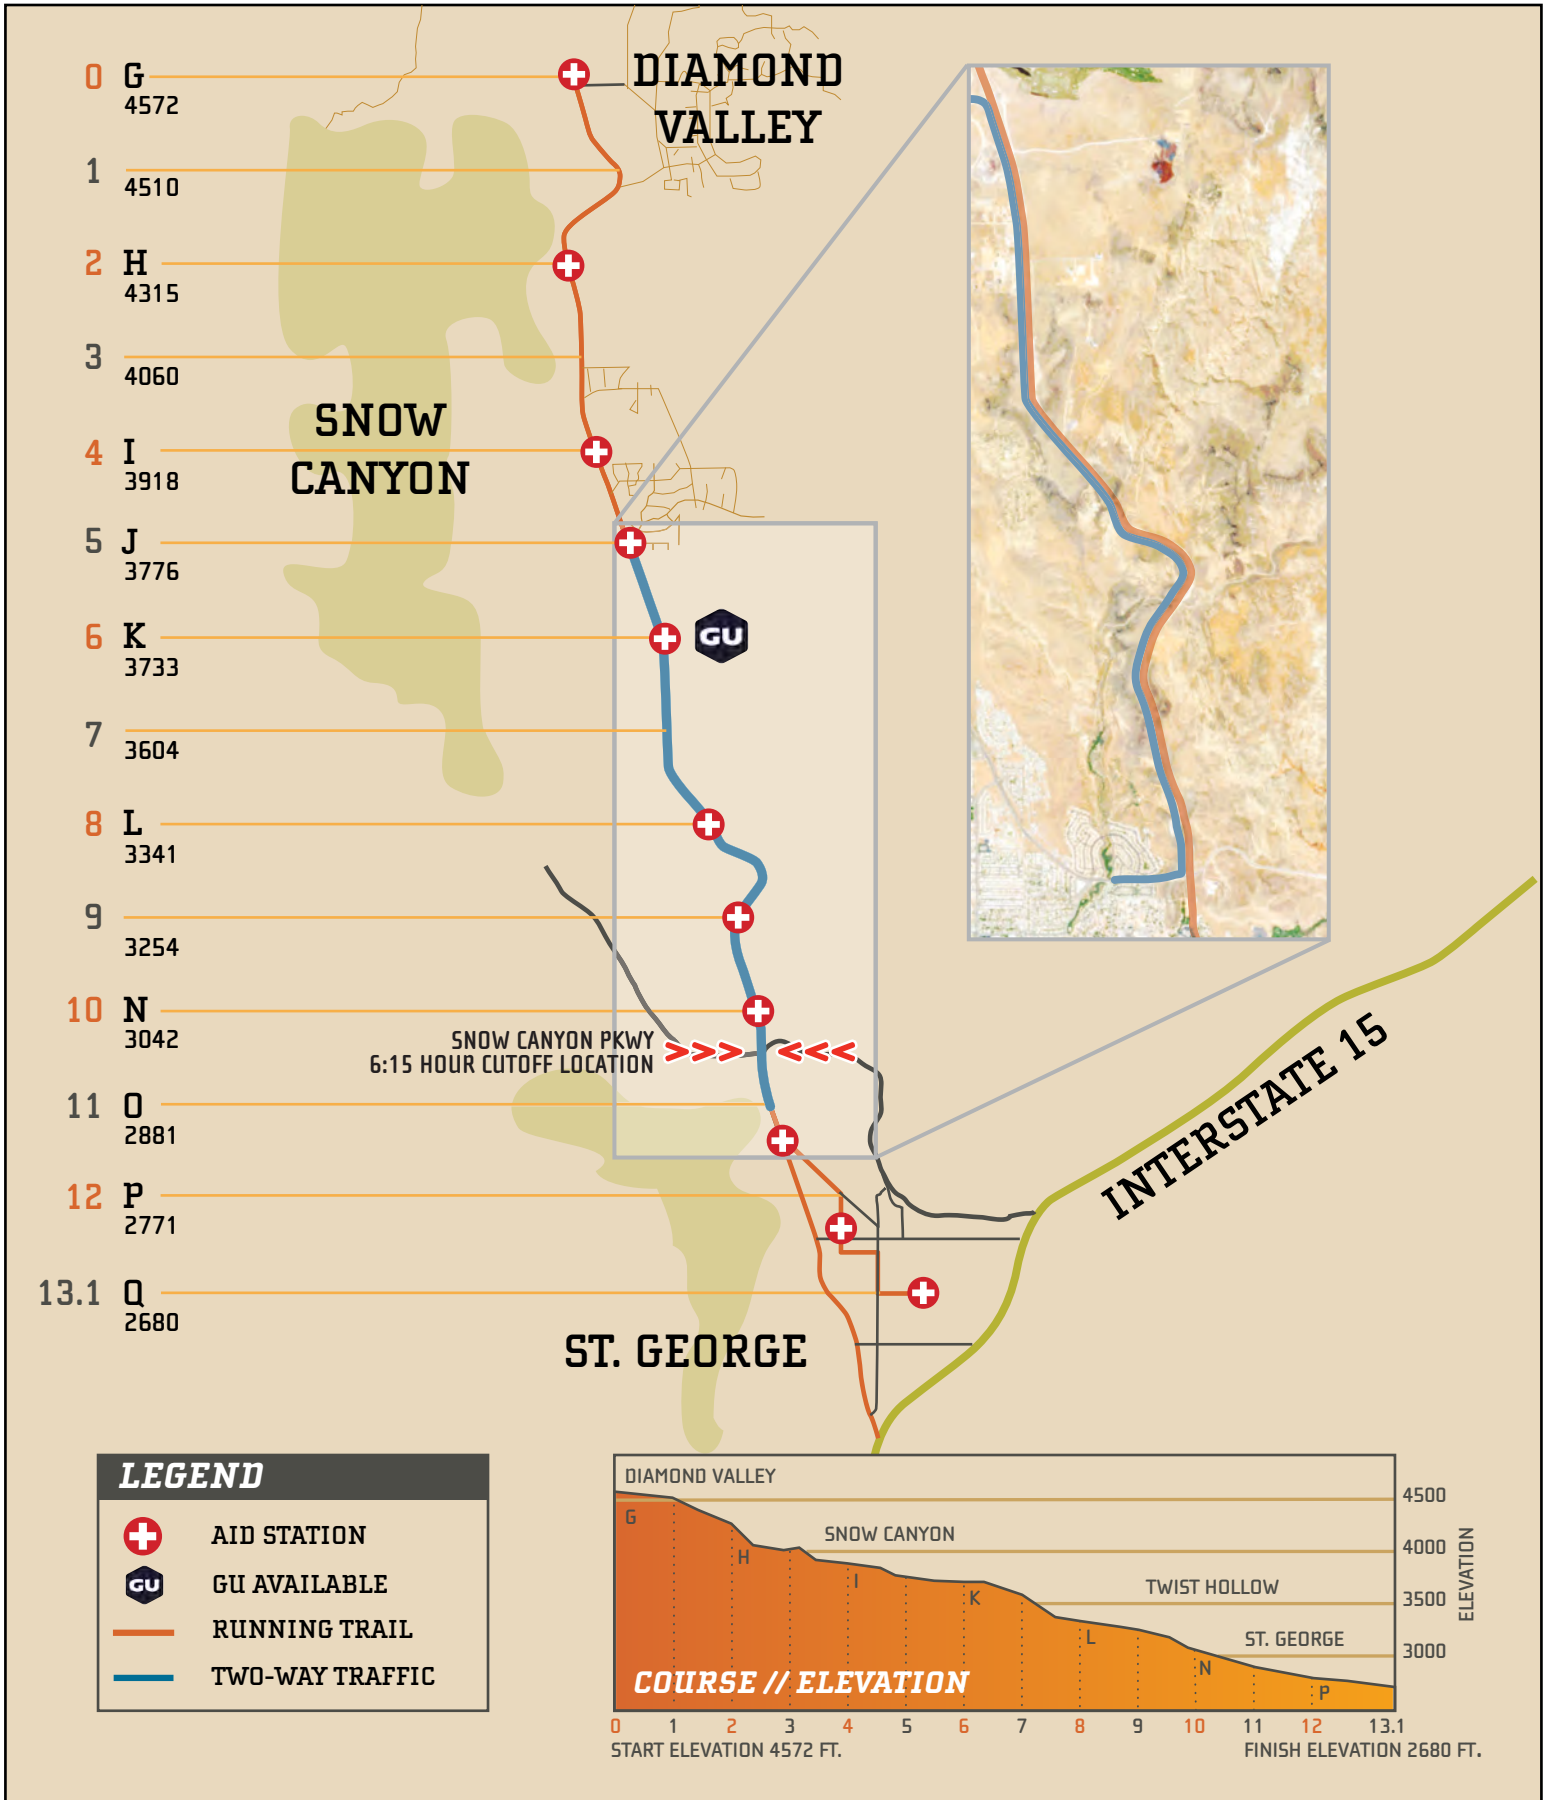 0 G
4572
DIAMOND
VALLEY
1
4510
2 H
4315
3
4060
SNOW
CANYON
4 I
3918
5 J
3776
6 K
3733
GU
7
3604
8 L
3341
9
3254
10 N
3042
SNOW CANYON PKWY
6:15 HOUR CUTOFF LOCATION
>>> <<<
11 O
2881
12 P
2771
13.1 Q
2680
INTERSTATE 15
ST. GEORGE
LEGEND
AID STATION
GU GU AVAILABLE
RUNNING TRAIL
TWO-WAY TRAFFIC
DIAMOND VALLEY
4500
G
SNOW CANYON
4000
H
I
TWIST HOLLOW
3500
K
L
ST. GEORGE
3000
N
P
ELEVATION
COURSE // ELEVATION
0 1 2 3 4 5 6 7 8 9 10 11 12 13.1
START ELEVATION 4572 FT.
FINISH ELEVATION 2680 FT.